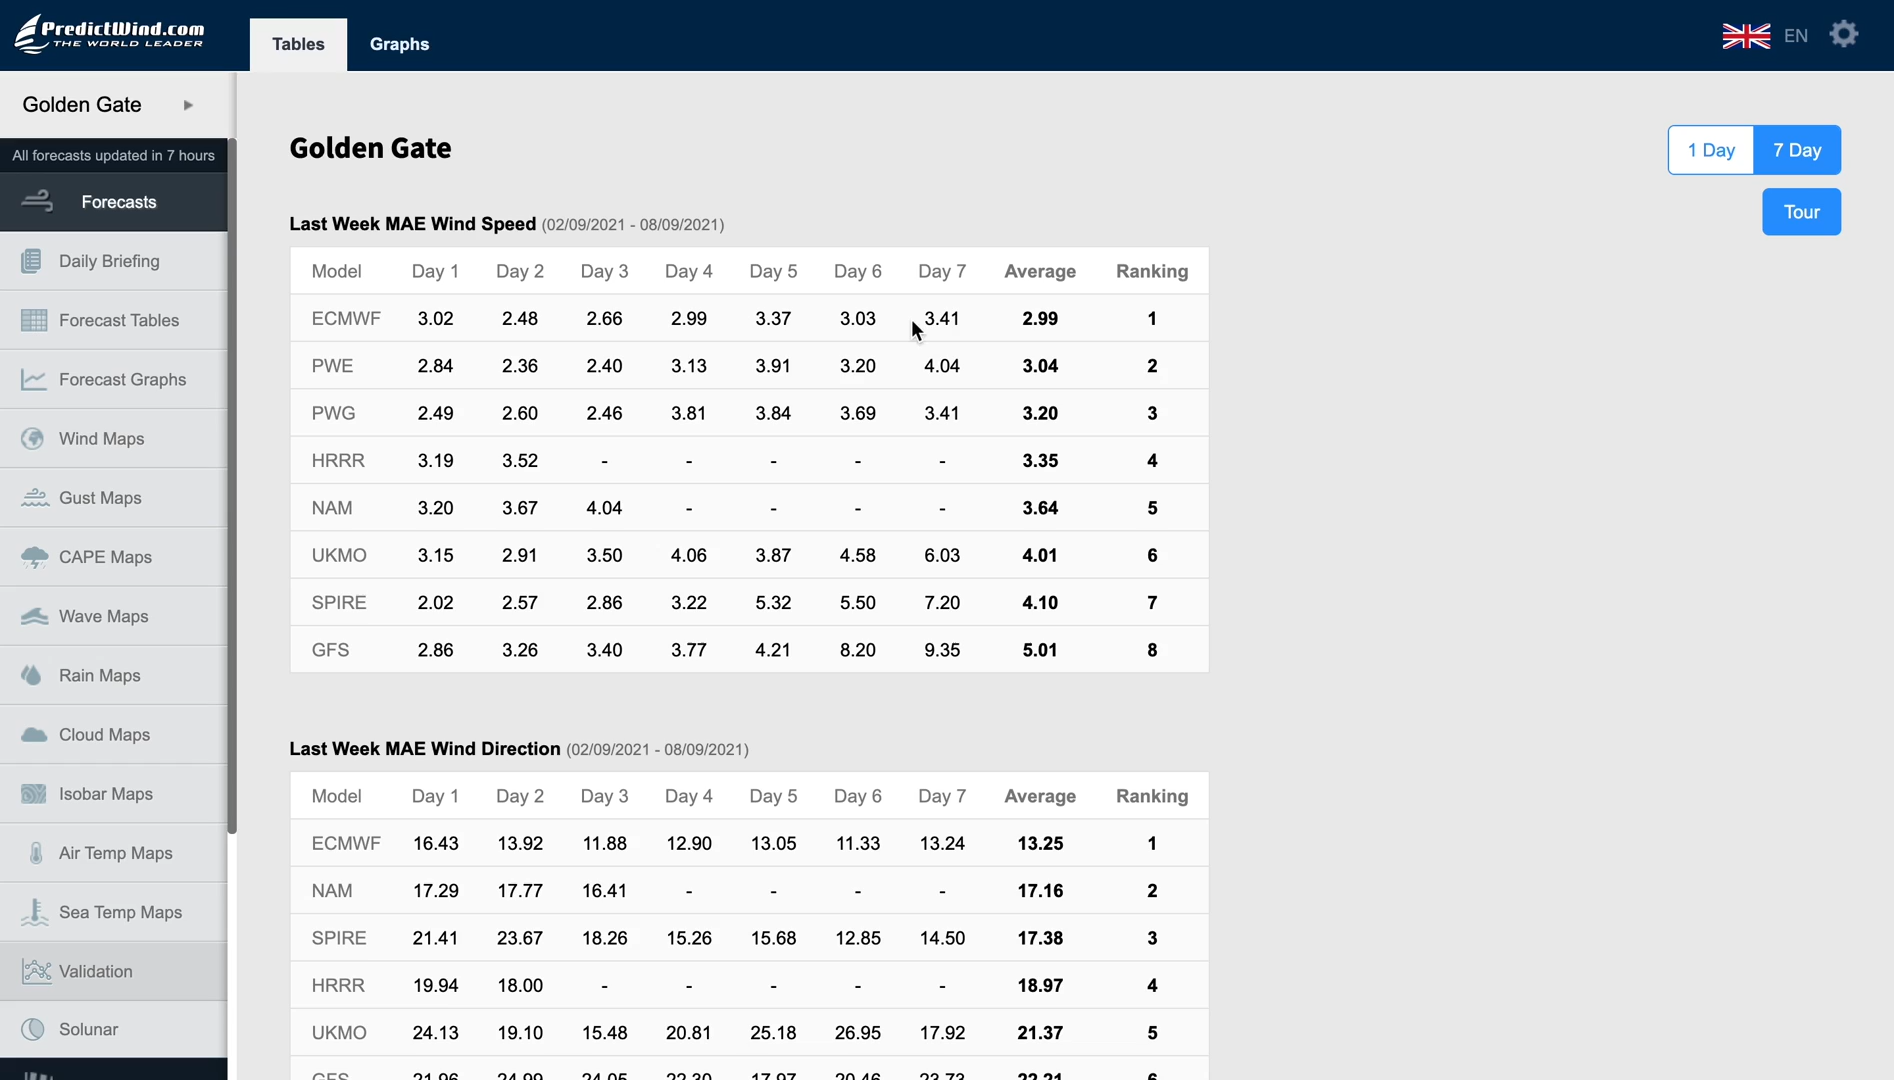 PredictWind.com
THE WORLD LEADER
Tables Graphs
EN
Golden Gate
All forecasts updated in 7 hours
Forecasts
Daily Briefing
Forecast Tables
Forecast Graphs
Wind Maps
Gust Maps
CAPE Maps
Wave Maps
Rain Maps
Cloud Maps
Isobar Maps
Air Temp Maps
Sea Temp Maps
Validation
Solunar
Golden Gate
1 Day 7 Day
Tour
Last Week MAE Wind Speed (02/09/2021 - 08/09/2021)
Model Day 1 Day 2 Day 3 Day 4 Day 5 Day 6 Day 7 Average Ranking
ECMWF 3.02 2.48 2.66 2.99 3.37 3.03 3.41 2.99 1
PWE 2.84 2.36 2.40 3.13 3.91 3.20 4.04 3.04 2
PWG 2.49 2.60 2.46 3.81 3.84 3.69 3.41 3.20 3
HRRR 3.19 3.52 - - - - - 3.35 4
NAM 3.20 3.67 4.04 - - - - 3.64 5
UKMO 3.15 2.91 3.50 4.06 3.87 4.58 6.03 4.01 6
SPIRE 2.02 2.57 2.86 3.22 5.32 5.50 7.20 4.10 7
GFS 2.86 3.26 3.40 3.77 4.21 8.20 9.35 5.01 8
Last Week MAE Wind Direction (02/09/2021 - 08/09/2021)
Model Day 1 Day 2 Day 3 Day 4 Day 5 Day 6 Day 7 Average Ranking
ECMWF 16.43 13.92 11.88 12.90 13.05 11.33 13.24 13.25 1
NAM 17.29 17.77 16.41 - - - - 17.16 2
SPIRE 21.41 23.67 18.26 15.26 15.68 12.85 14.50 17.38 3
HRRR 19.94 18.00 - - - - - 18.97 4
UKMO 24.13 19.10 15.48 20.81 25.18 26.95 17.92 21.37 5
GFS